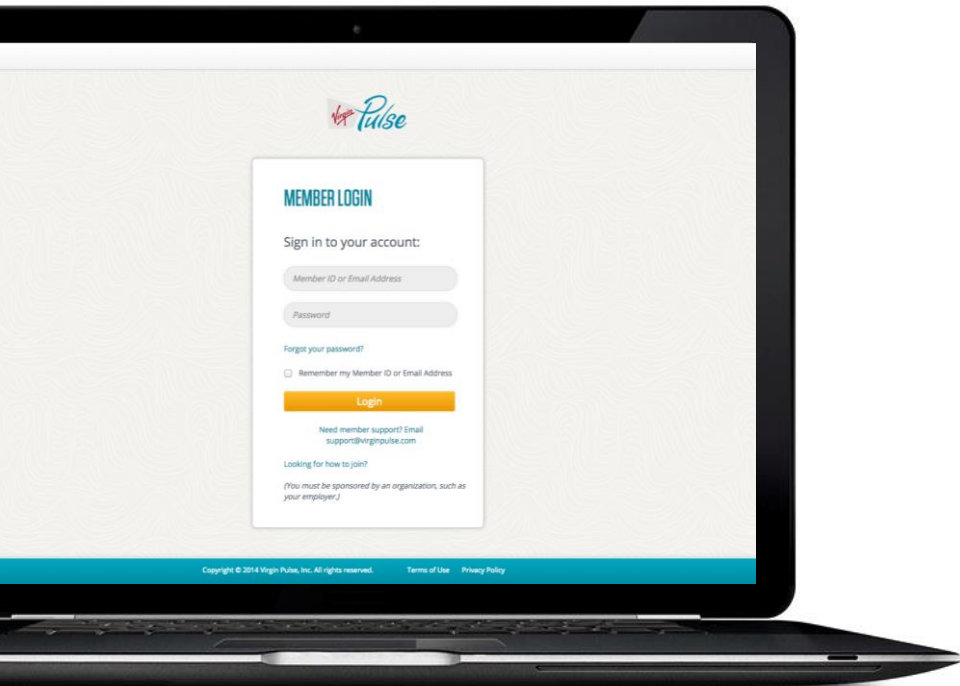 Virgin Pulse
MEMBER LOGIN
Sign in to your account:
Member ID or Email Address
Password
Forgot your password?
Remember my Member ID or Email Address
Login
Need member support? Email
support@virginpulse.com
Looking for how to join?
(You must be sponsored by an organization, such as
your employer.)
Copyright © 2014 Virgin Pulse, Inc. All rights reserved. Terms of Use Privacy Policy